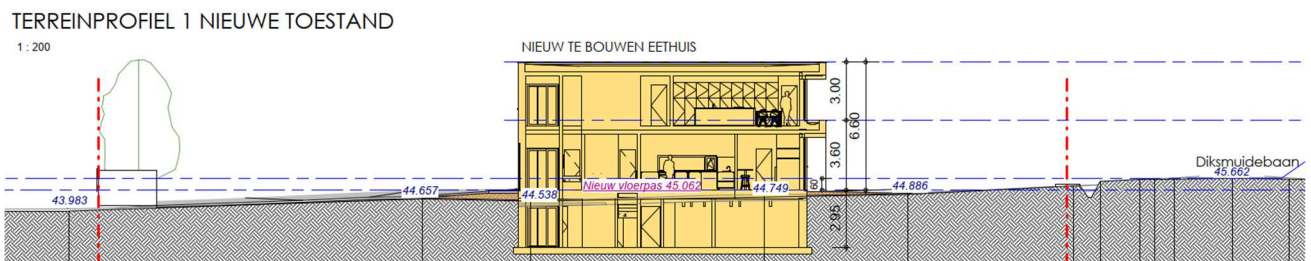 TERREINPROFIEL 1 NIEUWE TOESTAND
1 : 200
NIEUW TE BOUWEN EETHUIS
3.00
6.60
3.60
60
2.95
Diksmuidebaan
45.662
43.983
44.657
44.538
Nieuw vloerpas 45.062
44.749
44.886